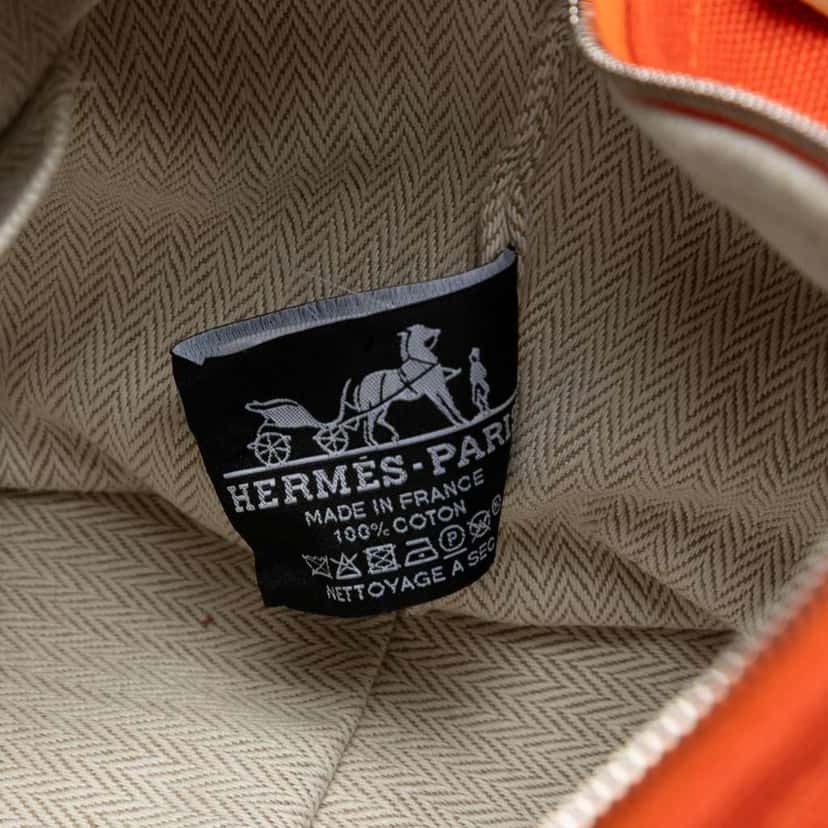 HERMÈS-PARI
MADE IN FRANCE
100% COTON
P
NETTOYAGE A SEC